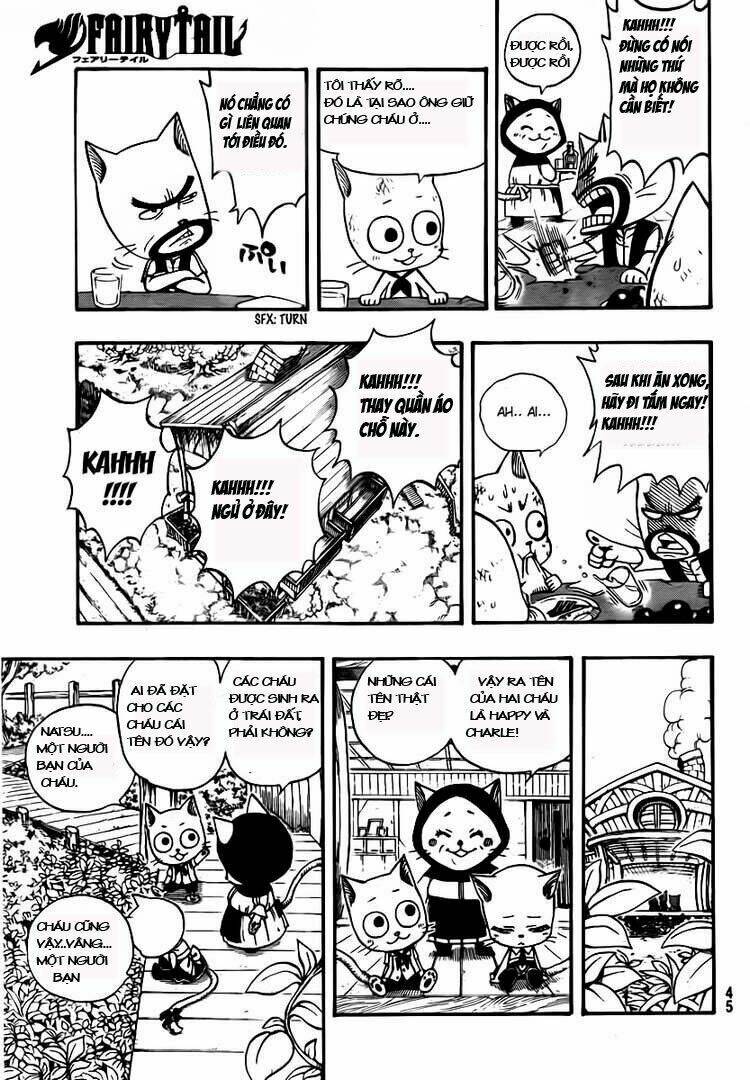 FAIRY TAIL
フェアリーテイル
KAHHH!!!
ĐỪNG CÓ NÓI
NHỮNG THỨ
MÀ HỌ KHÔNG
CẦN BIẾT!
ĐƯỢC RỒI,
ĐƯỢC RỒI
TÔI THẤY RÕ....
ĐÓ LÀ TẠI SAO ÔNG GIỮ
CHÚNG CHÁU Ở....
NÓ CHẲNG CÓ
GÌ LIÊN QUAN
TỚI ĐIỀU ĐÓ.
ぷい
SFX: TURN
SAU KHI ĂN XONG,
HÃY ĐI TẮM NGAY!
KAHHH!!!
AH.. AI...
KAHHH!!!
THAY QUẦN ÁO
CHỖ NÀY.
KAHHH!!!
NGỦ Ở ĐÂY!
KAHHH
!!!!
VẬY RA TÊN
CỦA HAI CHÁU
LÀ HAPPY VÀ
CHARLE!
NHỮNG CÁI
TÊN THẬT
ĐẸP
CÁC CHÁU
ĐƯỢC SINH RA
Ở TRÁI ĐẤT,
PHẢI KHÔNG?
AI ĐÃ ĐẶT
CHO CÁC
CHÁU CÁI
TÊN ĐÓ VẬY?
NATSU....
MỘT NGƯỜI
BẠN CỦA
CHÁU.
CHÁU CŨNG
VẬY..VÂNG...
MỘT NGƯỜI
BẠN
45